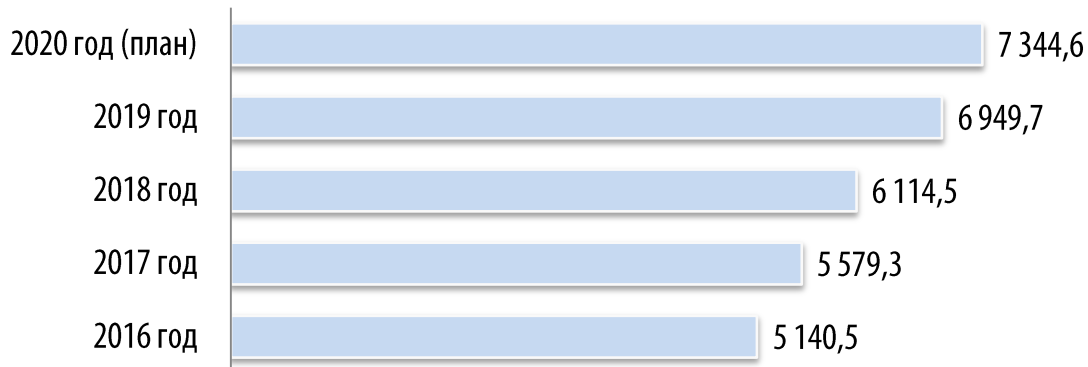 2020 год (план) 7 344,6
2019 год 6 949,7
2018 год 6 114,5
2017 год 5 579,3
2016 год 5 140,5